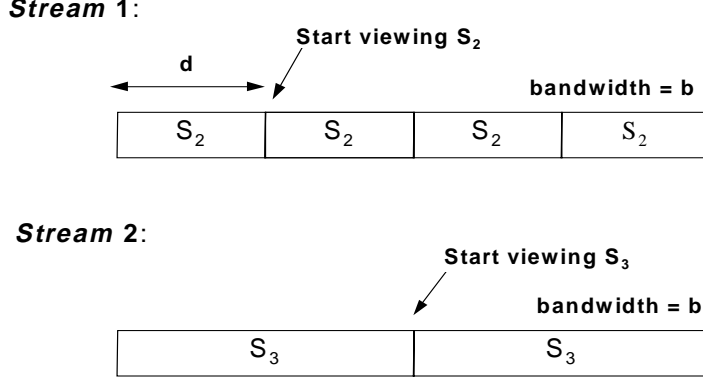 Stream 1:
Start viewing S₂
d
bandwidth = b
S₂ S₂ S₂ S₂
Stream 2:
Start viewing S₃
bandwidth = b
S₃ S₃